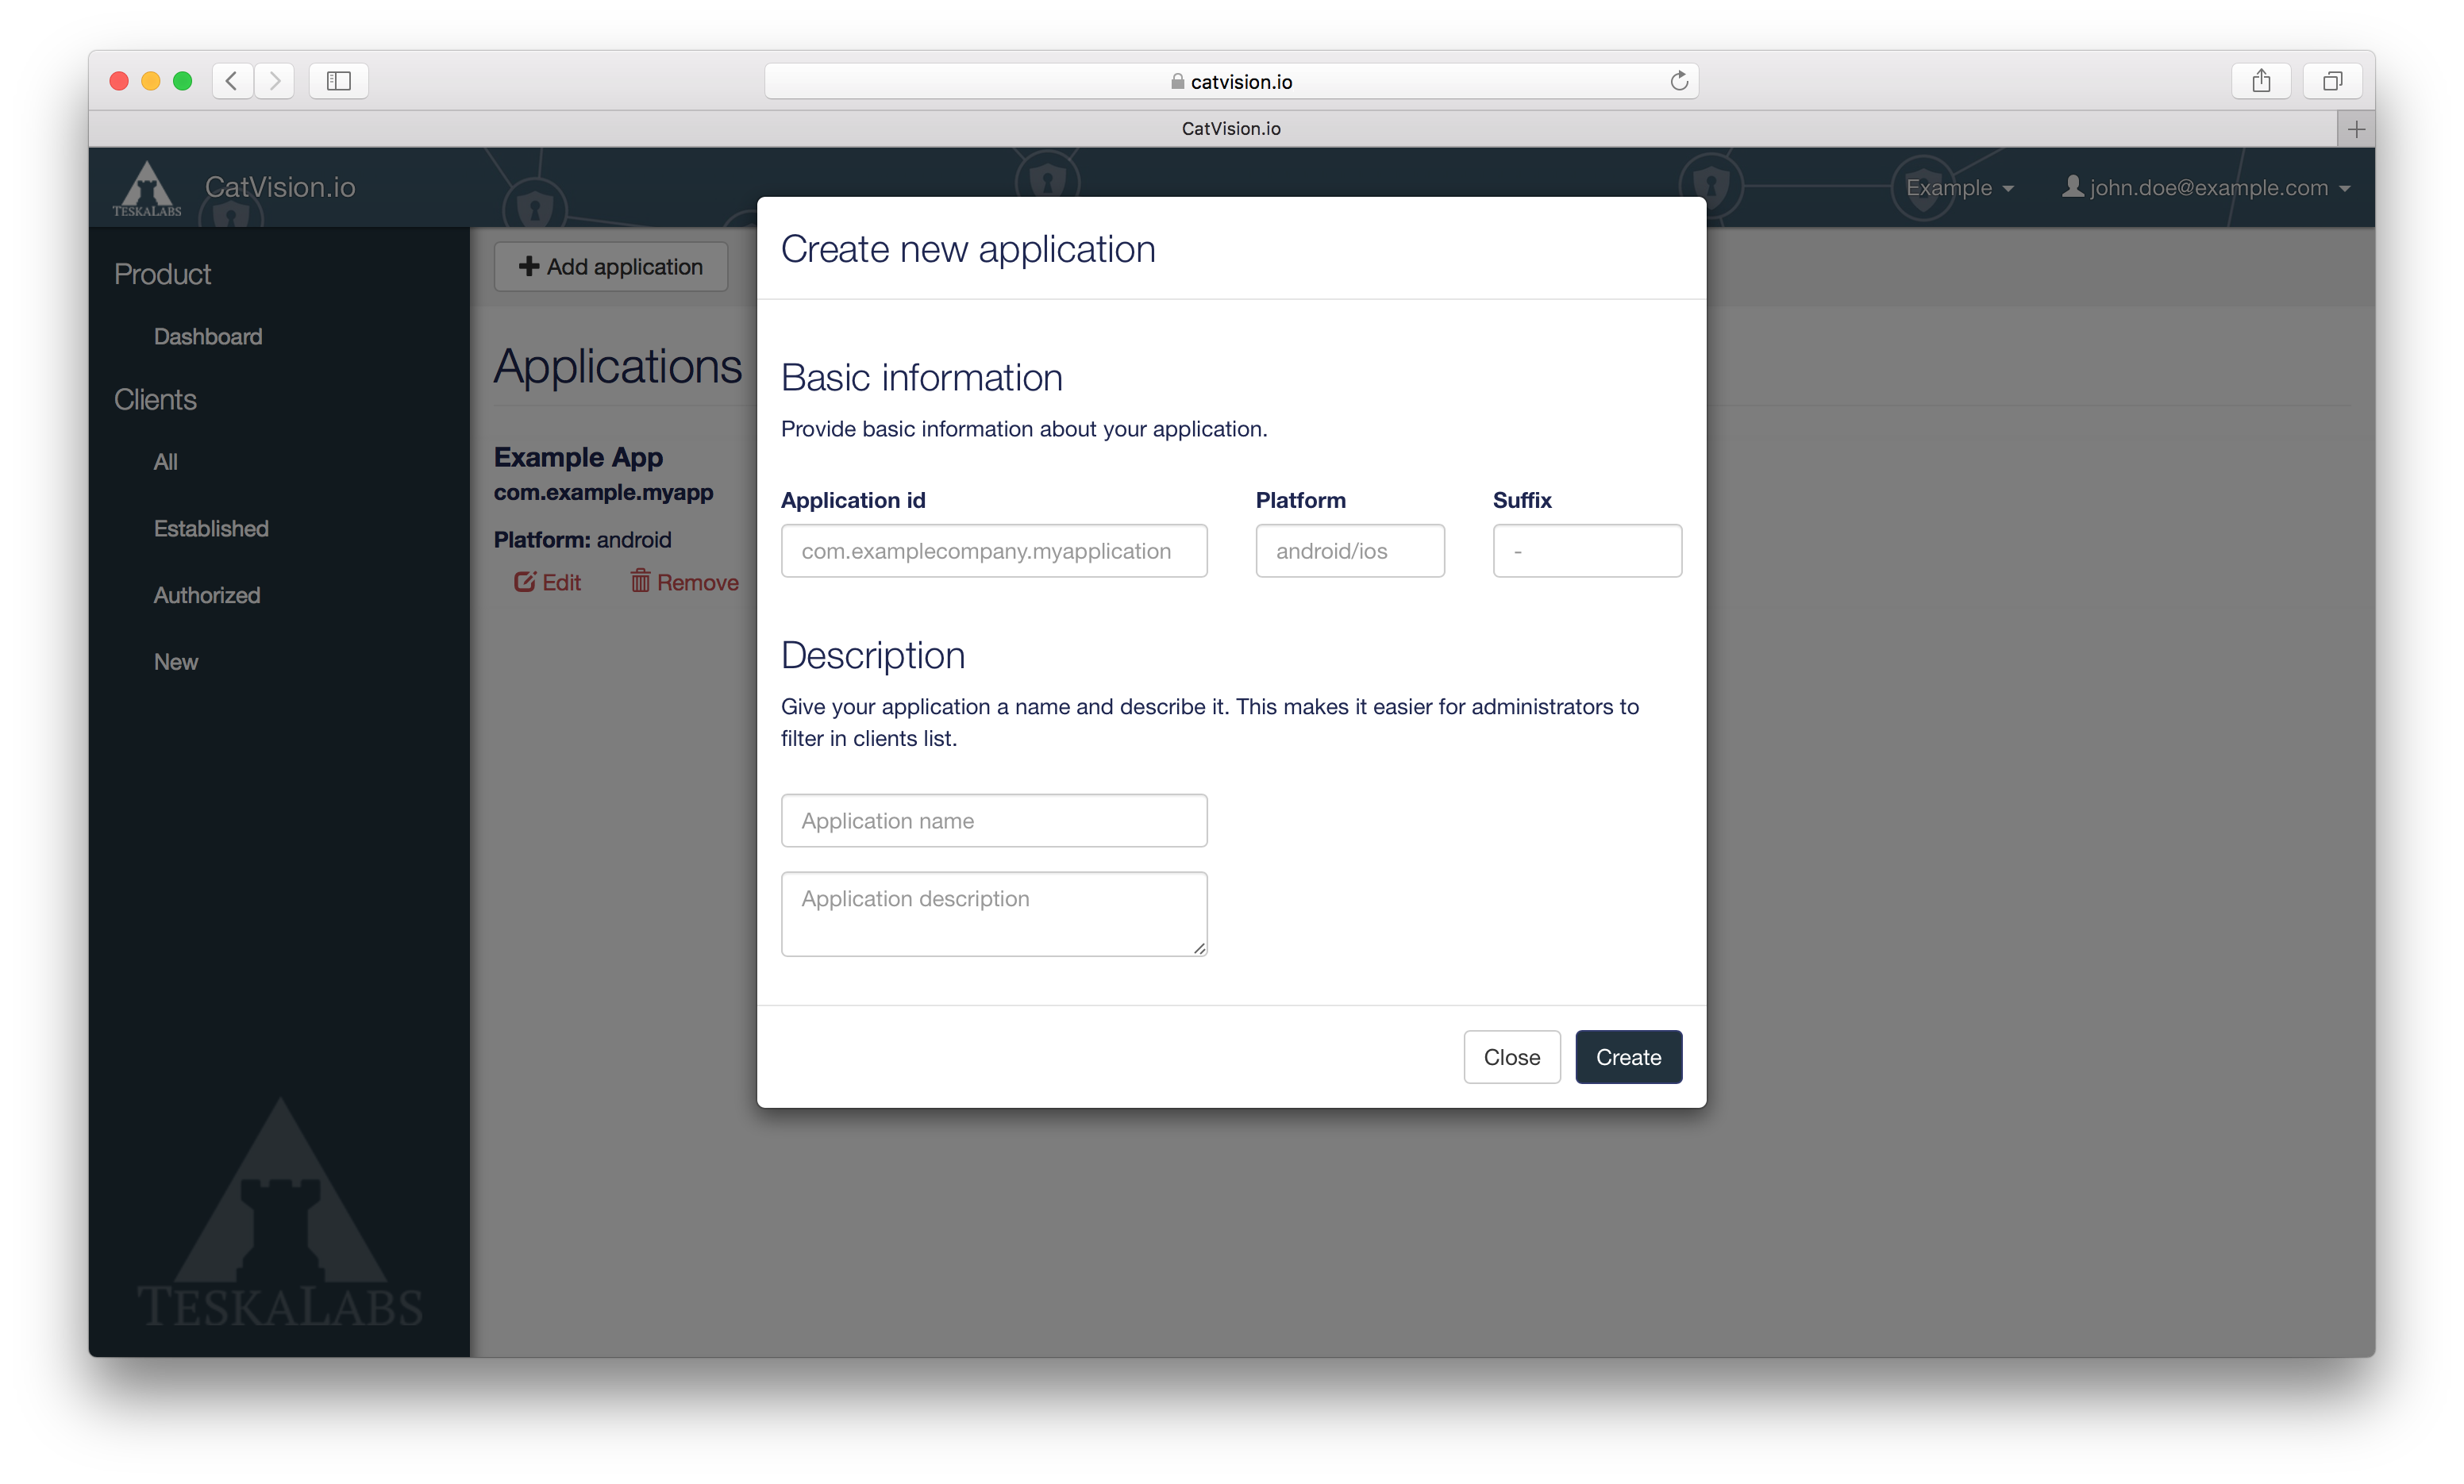 catvision.io
CatVision.io
TESKALABS
CatVision.io
Example
john.doe@example.com
Product
Dashboard
Clients
All
Established
Authorized
New
TESKALABS
Add application
Applications
Example App
com.example.myapp
Platform: android
Edit Remove
Create new application
Basic information
Provide basic information about your application.
Application id Platform Suffix
com.examplecompany.myapplication android/ios -
Description
Give your application a name and describe it. This makes it easier for administrators to
filter in clients list.
Application name
Application description
Close Create